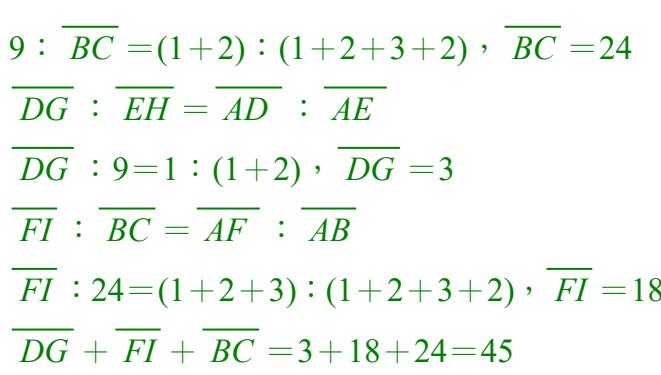 9：BC＝(1＋2)：(1＋2＋3＋2)，BC＝24
DG：EH＝AD：AE
DG：9＝1：(1＋2)，DG＝3
FI：BC＝AF：AB
FI：24＝(1＋2＋3)：(1＋2＋3＋2)，FI＝18
DG＋FI＋BC＝3＋18＋24＝45